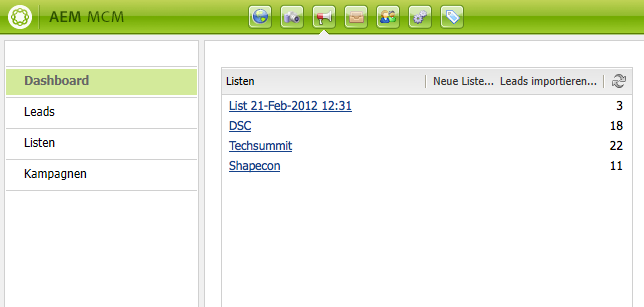 AEM MCM
Dashboard
Leads
Listen
Kampagnen
Listen Neue Liste... Leads importieren...
List 21-Feb-2012 12:31 3
DSC 18
Techsummit 22
Shapecon 11